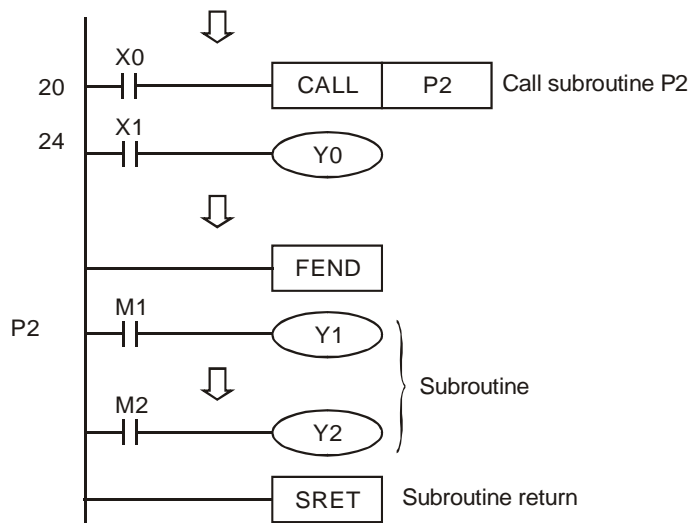 X0
20 CALL P2 Call subroutine P2
X1
24 Y0
FEND
M1
P2 Y1
Subroutine
M2
Y2
SRET Subroutine return